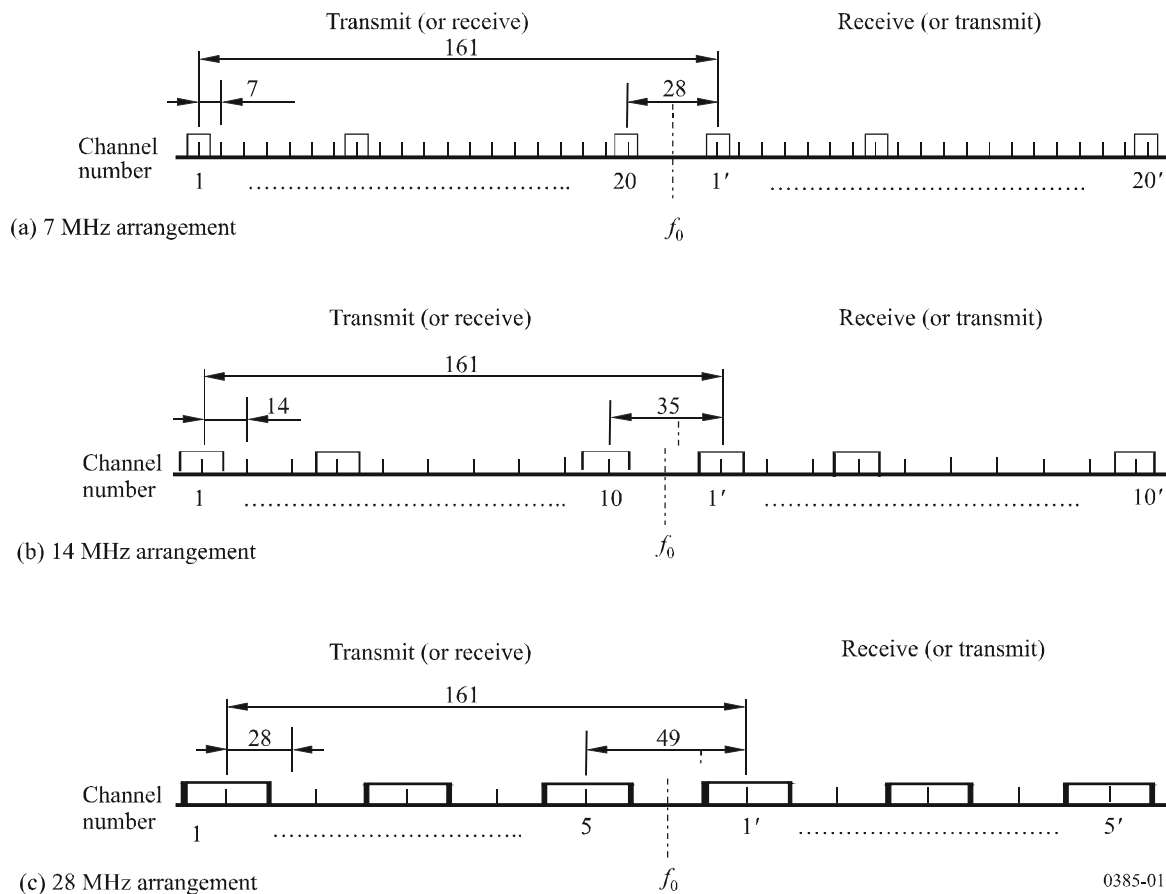 Transmit (or receive) Receive (or transmit)
161
7 28
Channel number
1 ........................................ 20 1′ ........................................ 20′
f0
(a) 7 MHz arrangement
Transmit (or receive) Receive (or transmit)
161
14 35
Channel number
1 ........................................ 10 1′ ........................................ 10′
f0
(b) 14 MHz arrangement
Transmit (or receive) Receive (or transmit)
161
28 49
Channel number
1 ................................ 5 1′ ................................ 5′
f0
(c) 28 MHz arrangement 0385-01